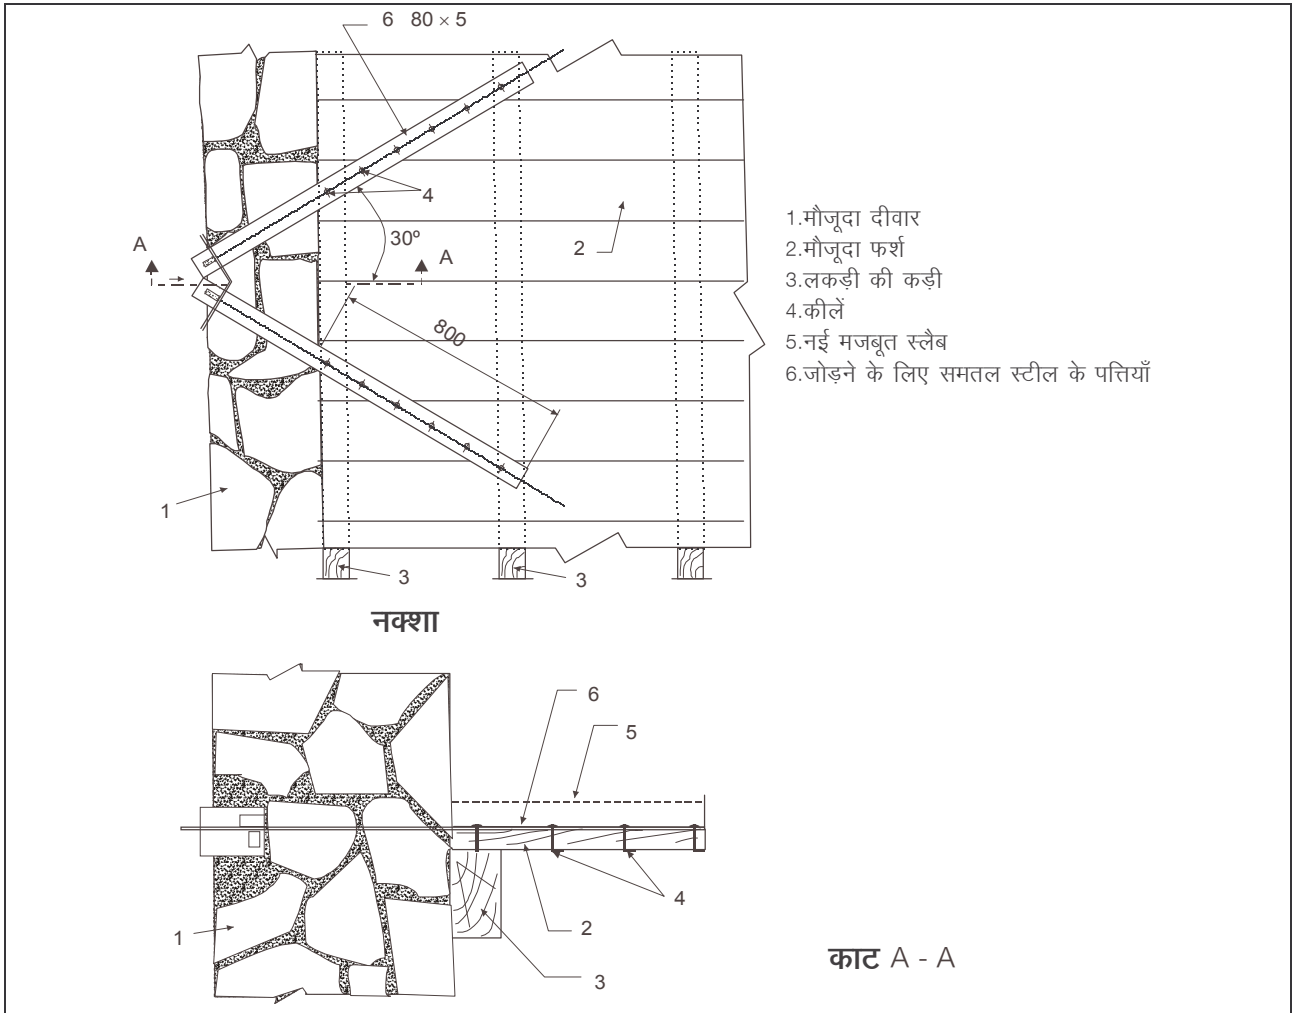 6 80 × 5
4
30º
A
A
2
800
1.मौजूदा दीवार
2.मौजूदा फर्श
3.लकड़ी की कड़ी
4.कीलें
5.नई मजबूत स्लैब
6.जोड़ने के लिए समतल स्टील के पत्तियाँ
1
3
3
नक्शा
6
5
4
1
2
3
काट A - A